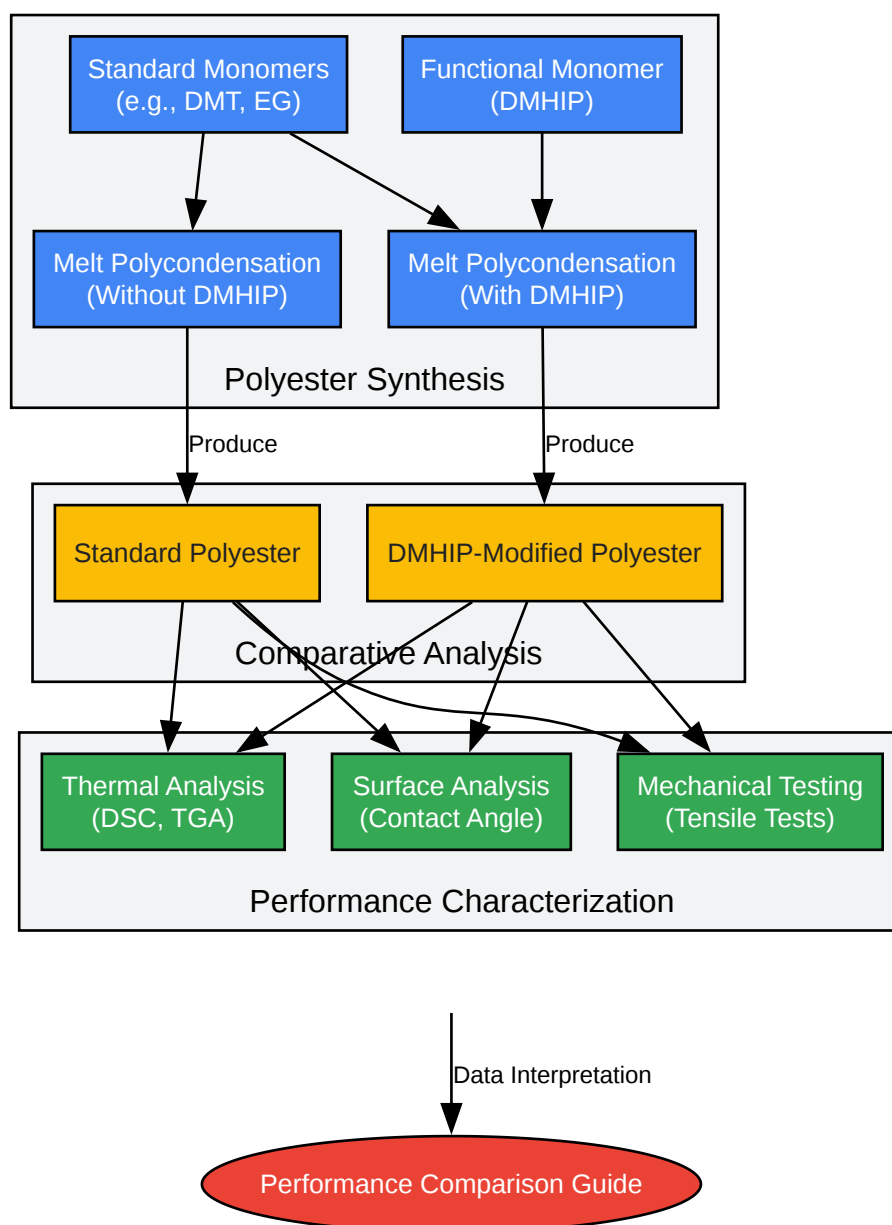 Standard Monomers
(e.g., DMT, EG)
Functional Monomer
(DMHIP)
Melt Polycondensation
(Without DMHIP)
Melt Polycondensation
(With DMHIP)
Polyester Synthesis
Produce
Produce
Standard Polyester
DMHIP-Modified Polyester
Comparative Analysis
Thermal Analysis
(DSC, TGA)
Surface Analysis
(Contact Angle)
Mechanical Testing
(Tensile Tests)
Performance Characterization
Data Interpretation
Performance Comparison Guide